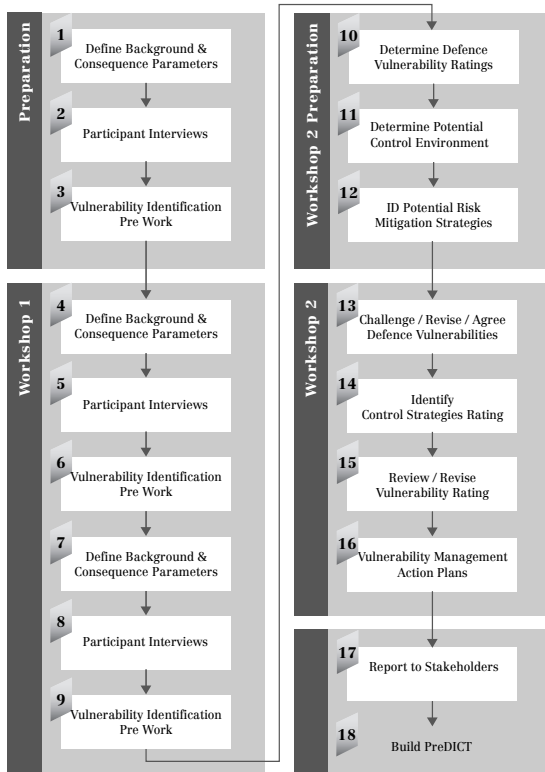 Preparation
1
Define Background &
Consequence Parameters
2
Participant Interviews
3
Vulnerability Identification
Pre Work
Workshop 1
4
Define Background &
Consequence Parameters
5
Participant Interviews
6
Vulnerability Identification
Pre Work
7
Define Background &
Consequence Parameters
8
Participant Interviews
9
Vulnerability Identification
Pre Work
Workshop 2 Preparation
10
Determine Defence
Vulnerability Ratings
11
Determine Potential
Control Environment
12
ID Potential Risk
Mitigation Strategies
Workshop 2
13
Challenge / Revise / Agree
Defence Vulnerabilities
14
Identify
Control Strategies Rating
15
Review / Revise
Vulnerability Rating
16
Vulnerability Management
Action Plans
17
Report to Stakeholders
18
Build PreDICT